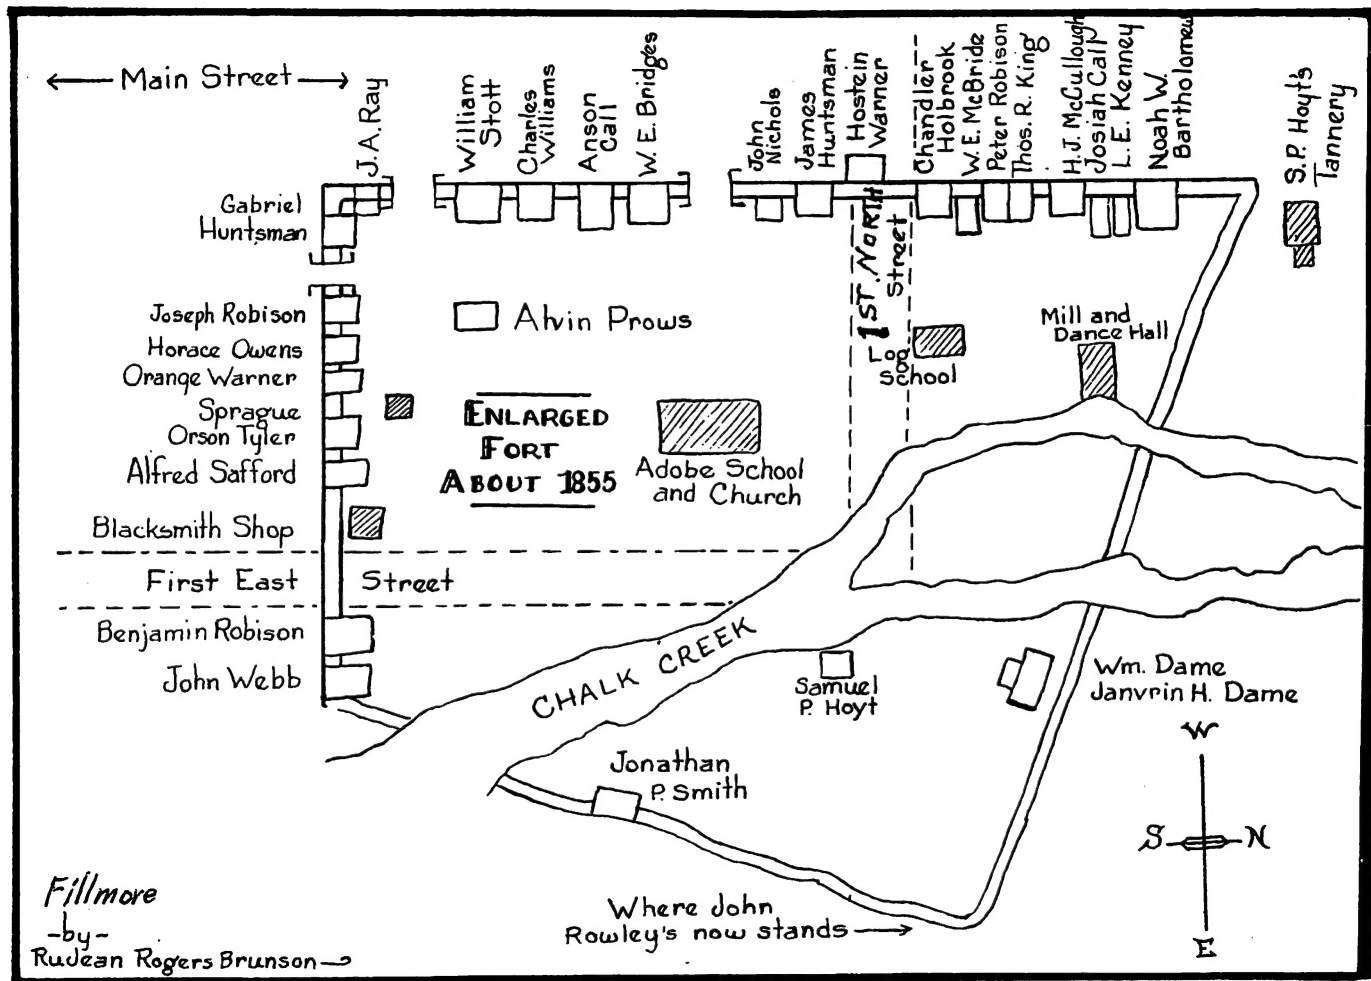 Main Street
J. A. Ray
William
Stott
Charles
Williams
Anson
Call
W. E. Bridges
John
Nichols
James
Huntsman
Hostein
Warner
Chandler
Holbrook
W. E. McBride
Peter Robison
Thos. R. King
H. J. McCullough
Josiah Call
L. E. Kenney
Noah W.
Bartholomew
S. P. Hoyt's
Tannery
Gabriel
Huntsman
Joseph Robison
Horace Owens
Orange Warner
Sprague
Orson Tyler
Alfred Safford
Blacksmith Shop
First East Street
Benjamin Robison
John Webb
Alvin Prows
ENLARGED
FORT
ABOUT 1855
Adobe School
and Church
1ST. NORTH
Street
Log
School
Mill and
Dance Hall
CHALK CREEK
Samuel
P. Hoyt
Wm. Dame
Janvrin H. Dame
Jonathan
P. Smith
Where John
Rowley's now stands
W
S N
E
Fillmore
-by-
Rudean Rogers Brunson